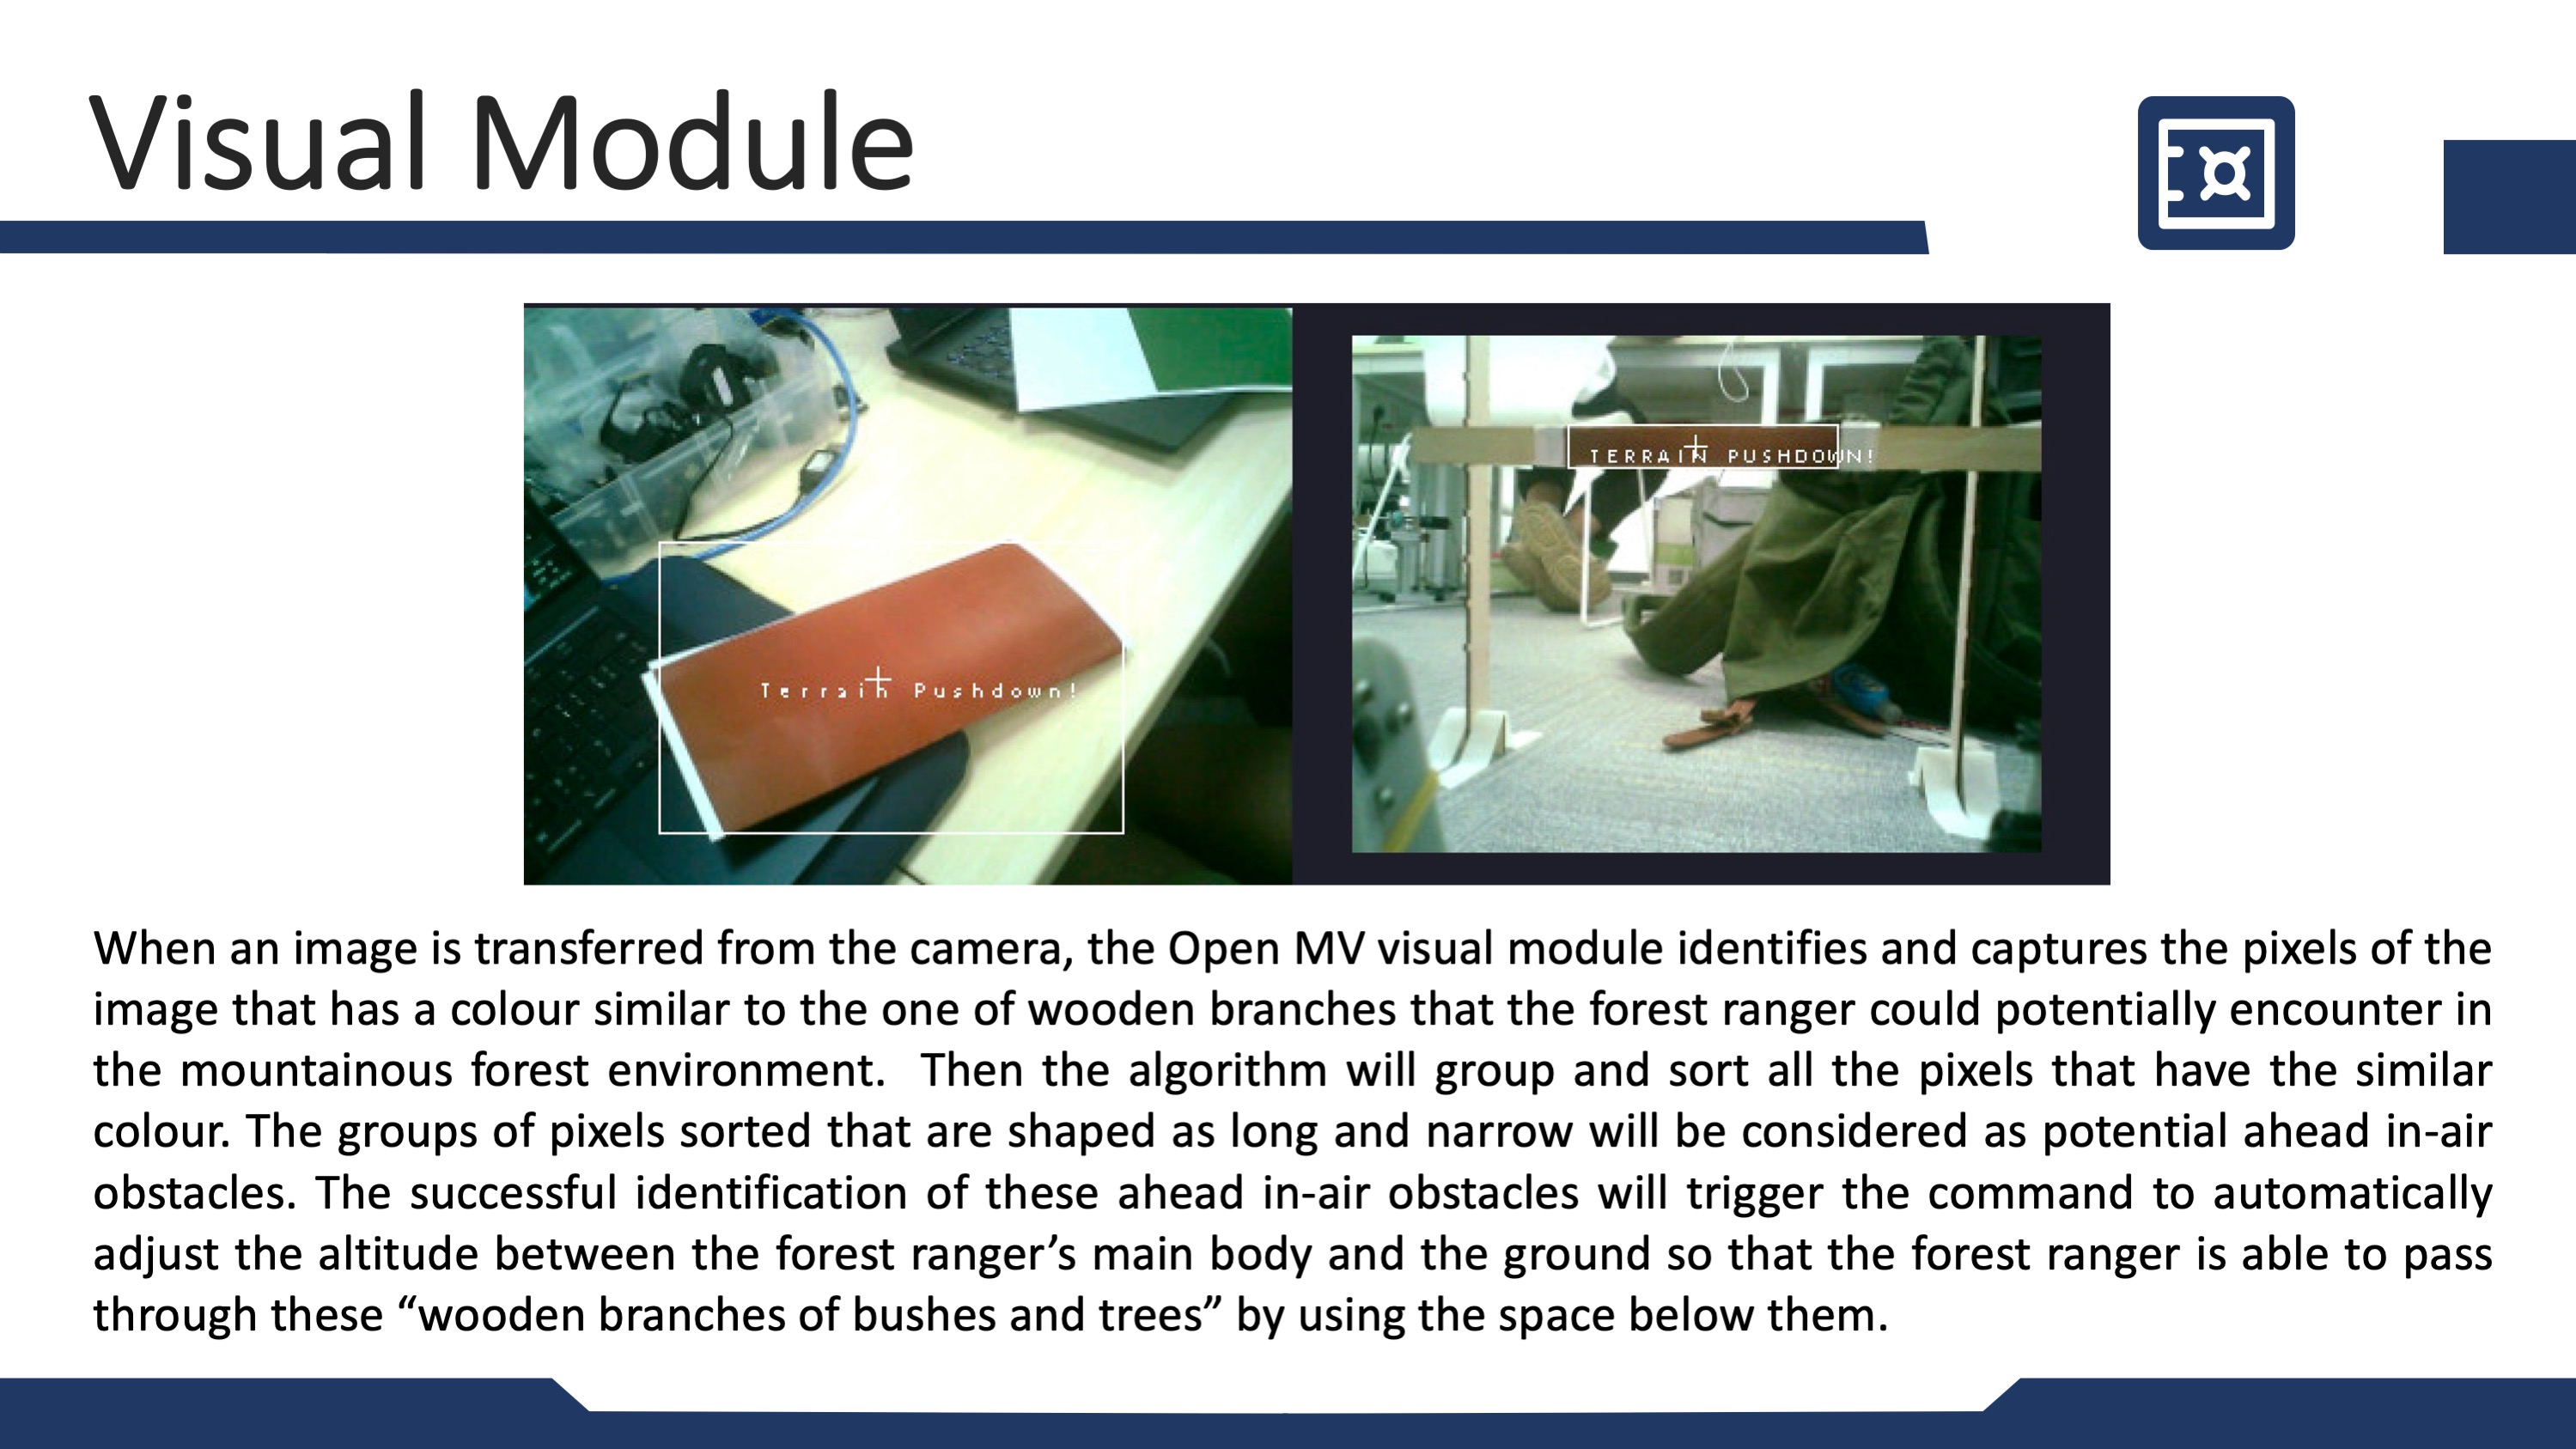 Visual Module
Terrain Pushdown!
TERRAIN PUSHDOWN!
When an image is transferred from the camera, the Open MV visual module identifies and captures the pixels of the
image that has a colour similar to the one of wooden branches that the forest ranger could potentially encounter in
the mountainous forest environment.  Then the algorithm will group and sort all the pixels that have the similar
colour. The groups of pixels sorted that are shaped as long and narrow will be considered as potential ahead in-air
obstacles. The successful identification of these ahead in-air obstacles will trigger the command to automatically
adjust the altitude between the forest ranger’s main body and the ground so that the forest ranger is able to pass
through these “wooden branches of bushes and trees” by using the space below them.